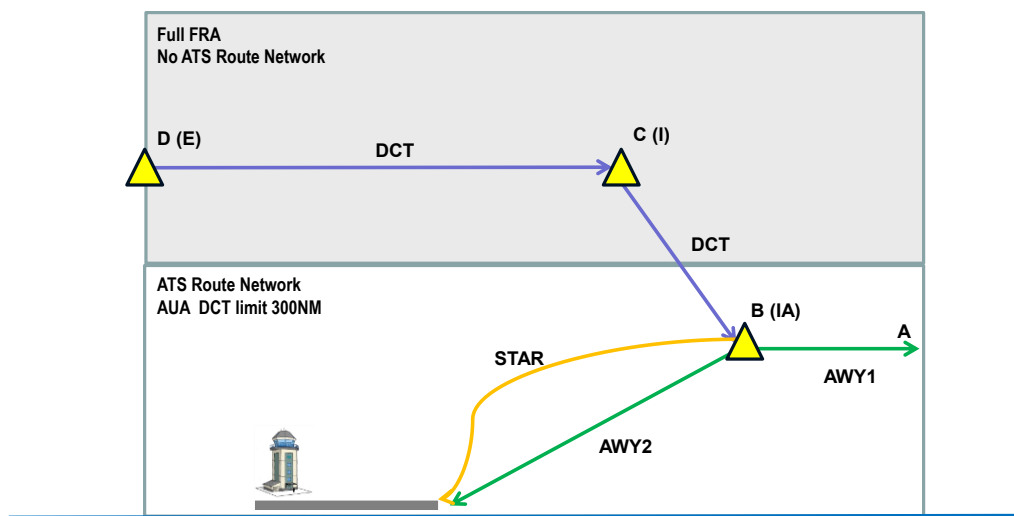 Full FRA
No ATS Route Network
D (E)
DCT
C (I)
DCT
ATS Route Network
AUA  DCT limit 300NM
B (IA)
A
STAR
AWY1
AWY2